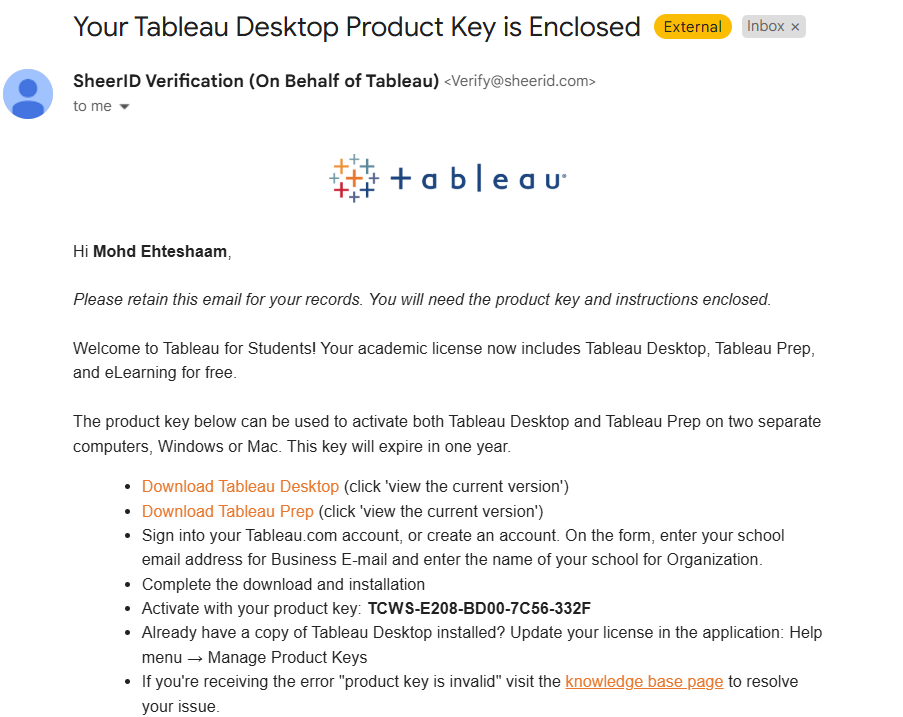 Your Tableau Desktop Product Key is Enclosed External Inbox ×
SheerID Verification (On Behalf of Tableau) <Verify@sheerid.com>
to me
+ableau®
Hi Mohd Ehteshaam,
Please retain this email for your records. You will need the product key and instructions enclosed.
Welcome to Tableau for Students! Your academic license now includes Tableau Desktop, Tableau Prep,
and eLearning for free.
The product key below can be used to activate both Tableau Desktop and Tableau Prep on two separate
computers, Windows or Mac. This key will expire in one year.
• Download Tableau Desktop (click 'view the current version')
• Download Tableau Prep (click 'view the current version')
• Sign into your Tableau.com account, or create an account. On the form, enter your school
email address for Business E-mail and enter the name of your school for Organization.
• Complete the download and installation
• Activate with your product key: TCWS-E208-BD00-7C56-332F
• Already have a copy of Tableau Desktop installed? Update your license in the application: Help
menu → Manage Product Keys
• If you're receiving the error "product key is invalid" visit the knowledge base page to resolve
your issue.